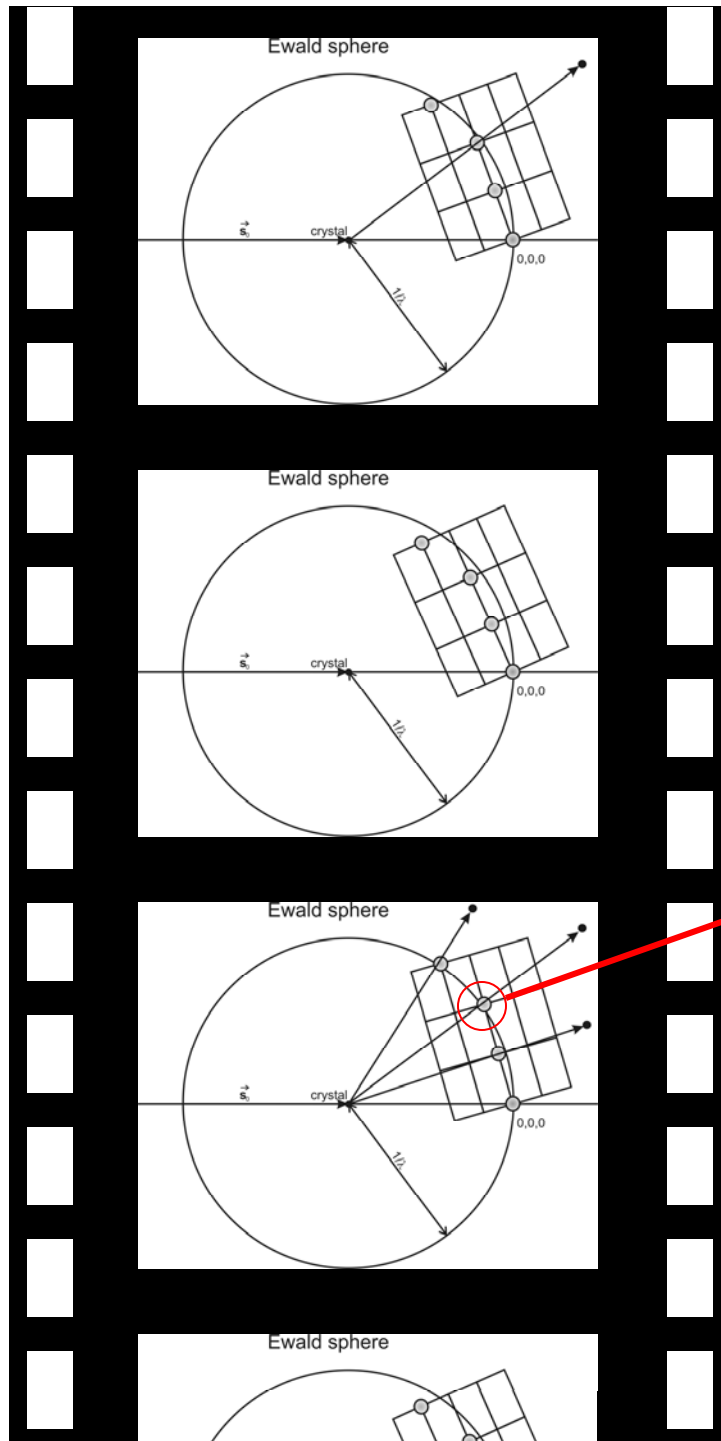 Ewald sphere
s₀
crystal
0,0,0
1/λ
Ewald sphere
s₀
crystal
0,0,0
1/λ
Ewald sphere
s₀
crystal
0,0,0
1/λ
Ewald sphere